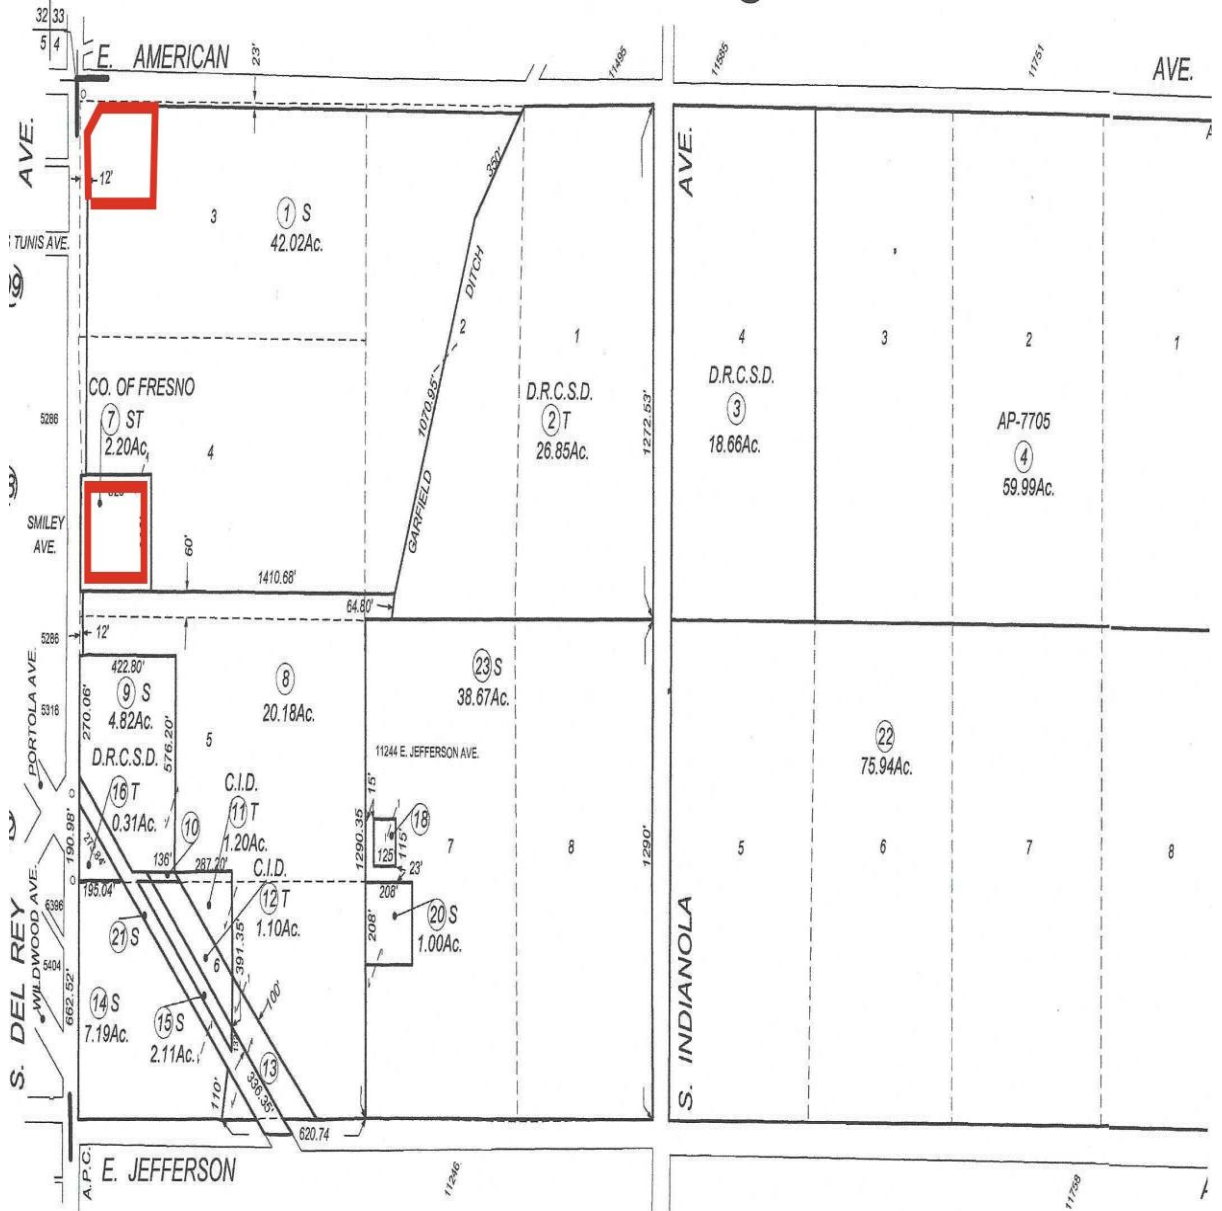 32 33
5 4
E. AMERICAN
23'
11495
11585
11751
AVE.
AVE.
12'
TUNIS AVE.
3
1 S
42.02Ac.
350'
DITCH
2
1070.95'
GARFIELD
1
D.R.C.S.D.
2 T
26.85Ac.
1272.53'
AVE.
4
D.R.C.S.D.
3
18.66Ac.
3
2
AP-7705
4
59.99Ac.
1
CO. OF FRESNO
7 ST
2.20Ac.
5286
4
SMILEY
AVE.
60'
1410.68'
64.80'
5286
12'
PORTOLA AVE.
5318
422.80'
270.06'
9 S
4.82Ac.
576.20'
5
8
20.18Ac.
23 S
38.67Ac.
11244 E. JEFFERSON AVE.
22
75.94Ac.
D.R.C.S.D.
16 T
0.31Ac.
190.98'
273.84'
10
C.I.D.
11 T
1.20Ac.
15'
18
115'
125'
23'
1290.35
1290'
7
8
5
6
7
8
136'
287.20'
195.04'
C.I.D.
12 T
1.10Ac.
208'
208'
20 S
1.00Ac.
WILDWOOD AVE.
6396
5404
21 S
6
391.35'
100'
662.52'
14 S
7.19Ac.
15 S
2.11Ac.
132'
13
336.35'
110'
620.74
S. DEL REY
S. INDIANOLA
A.P.C.
E. JEFFERSON
11246
11758